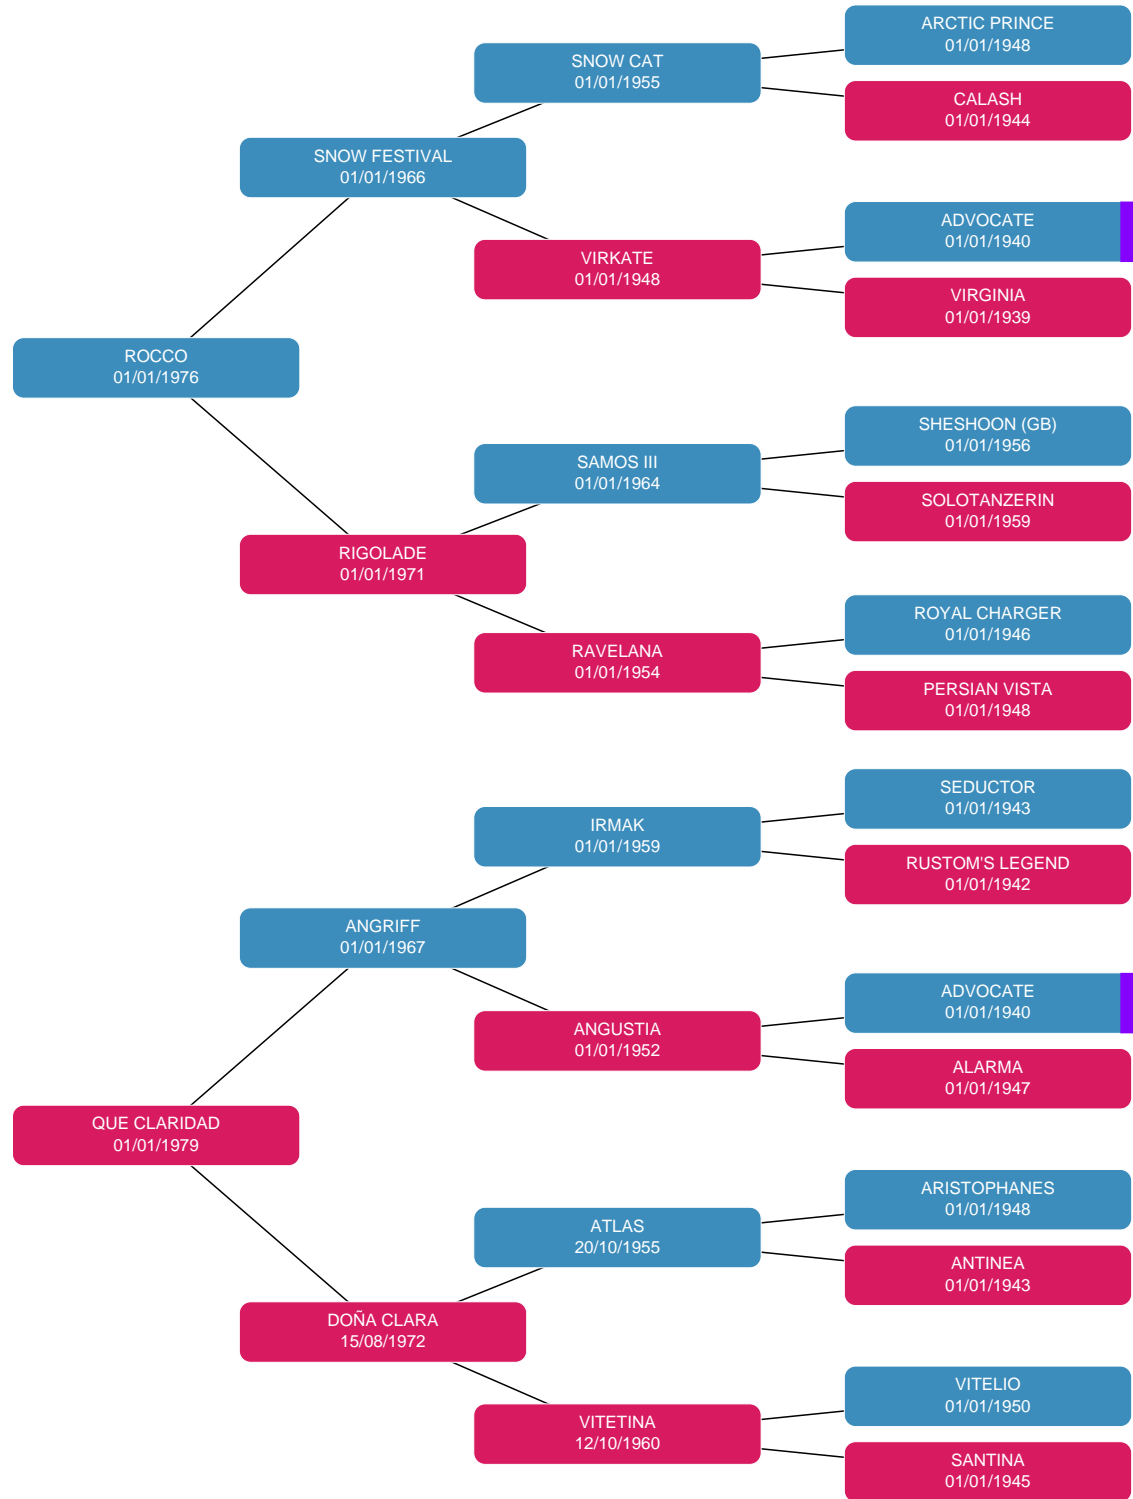 ARCTIC PRINCE
01/01/1948
SNOW CAT
01/01/1955
CALASH
01/01/1944
SNOW FESTIVAL
01/01/1966
ADVOCATE
01/01/1940
VIRKATE
01/01/1948
VIRGINIA
01/01/1939
ROCCO
01/01/1976
SHESHOON (GB)
01/01/1956
SAMOS III
01/01/1964
SOLOTANZERIN
01/01/1959
RIGOLADE
01/01/1971
ROYAL CHARGER
01/01/1946
RAVELANA
01/01/1954
PERSIAN VISTA
01/01/1948
SEDUCTOR
01/01/1943
IRMAK
01/01/1959
RUSTOM'S LEGEND
01/01/1942
ANGRIFF
01/01/1967
ADVOCATE
01/01/1940
ANGUSTIA
01/01/1952
ALARMA
01/01/1947
QUE CLARIDAD
01/01/1979
ARISTOPHANES
01/01/1948
ATLAS
20/10/1955
ANTINEA
01/01/1943
DOÑA CLARA
15/08/1972
VITELIO
01/01/1950
VITETINA
12/10/1960
SANTINA
01/01/1945